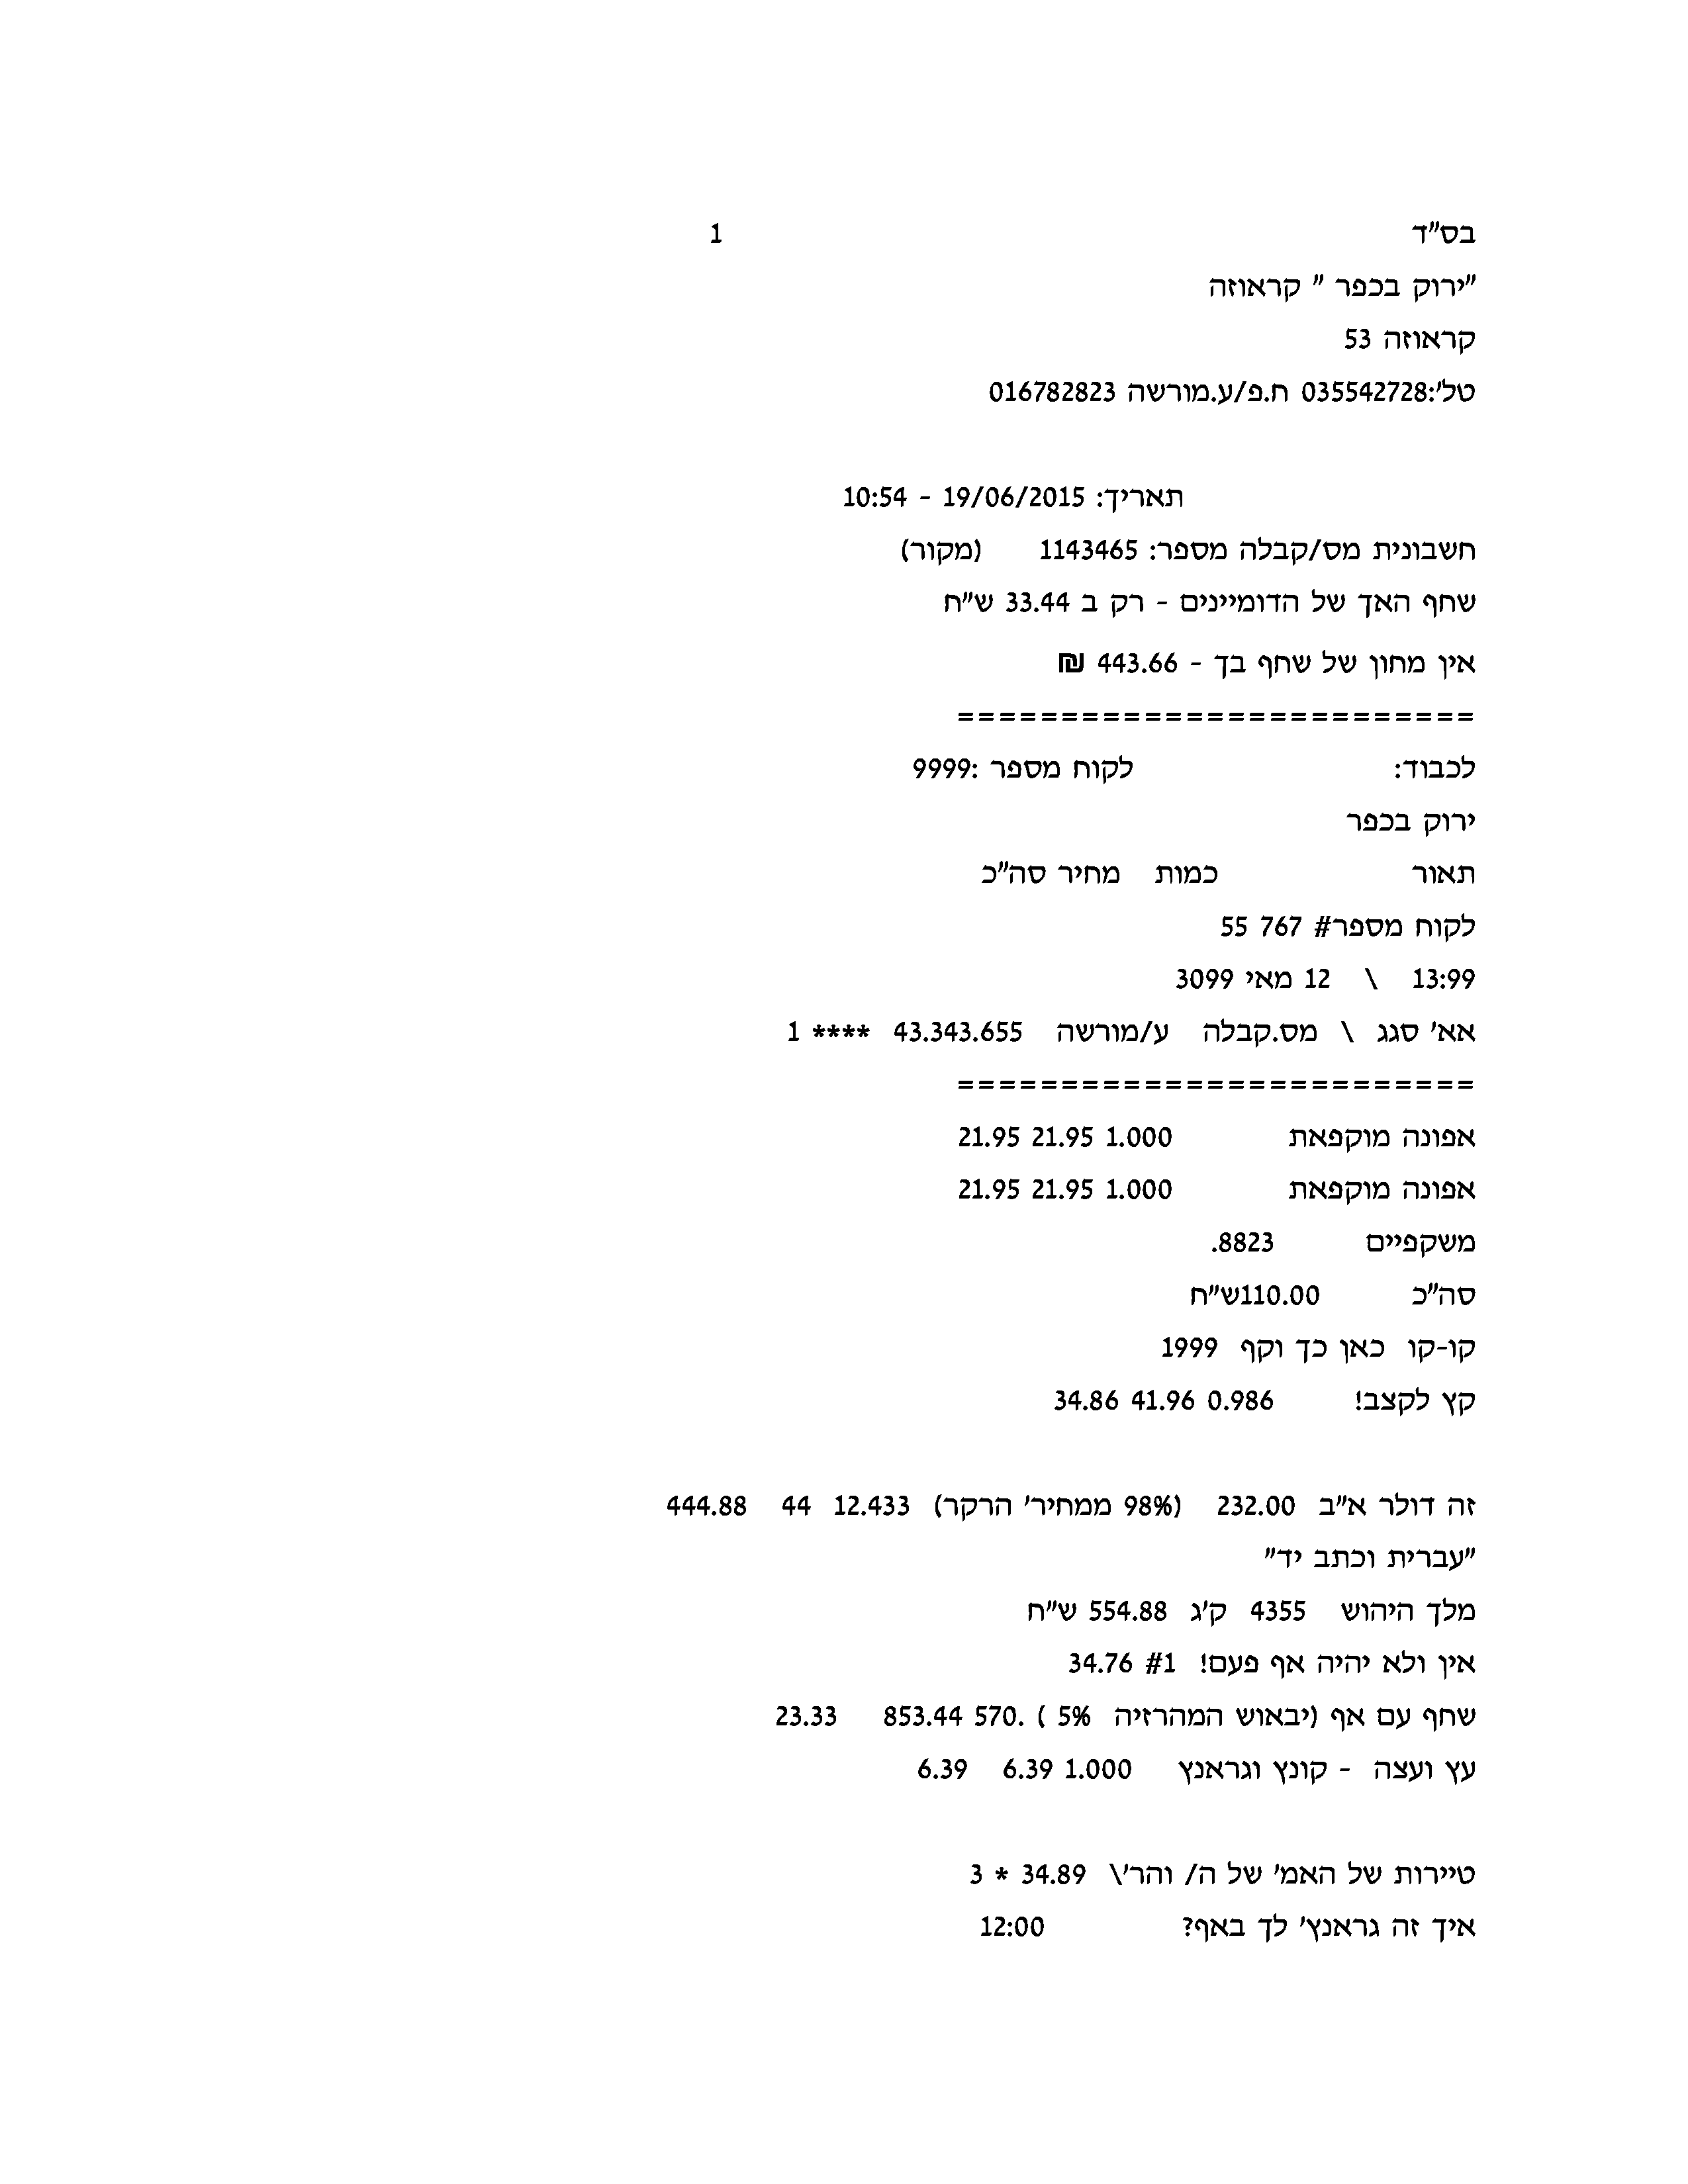 בס"ד 1
"ירוק בכפר " קראוזה
קראוזה 53
טל':035542728 ח.פ/ע.מורשה 016782823
תאריך: 19/06/2015 - 10:54
חשבונית מס/קבלה מספר: 1143465 (מקור)
שחף האך של הדומיינים - רק ב 33.44 ש"ח
אין מחון של שחף בך - 443.66 ₪
=========================
לכבוד: לקוח מספר :9999
ירוק בכפר
תאור כמות מחיר סה"כ
לקוח מספר# 767 55
13:99 \ 12 מאי 3099
אא' סגג \ מס.קבלה ע/מורשה 43.343.655 **** 1
=========================
אפונה מוקפאת 1.000 21.95 21.95
אפונה מוקפאת 1.000 21.95 21.95
משקפיים 8823.
סה"כ 110.00ש"ח
קו-קו כאן כך וקף 1999
קץ לקצב! 0.986 41.96 34.86
זה דולר א"ב 232.00 (98% ממחיר' הרקר) 12.433 44 444.88
"עברית וכתב יד"
מלך היהוש 4355 ק'ג 554.88 ש"ח
אין ולא יהיה אף פעם! #1 34.76
שחף עם אף (יבאוש המהרזיה 5% ) .570 853.44 23.33
עץ ועצה - קונץ וגראנץ 1.000 6.39 6.39
טיירות של האמ' של ה/ והר'\ 34.89 * 3
איך זה גראנץ' לך באף? 12:00